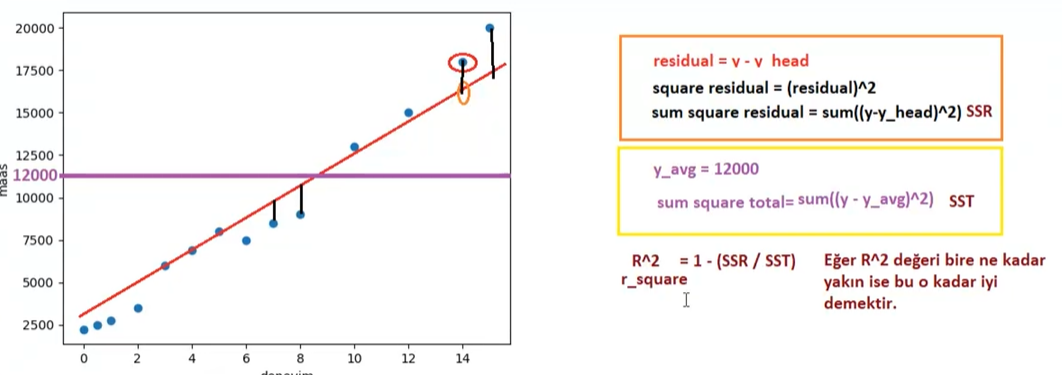 20000
17500
15000
12500
12000
10000
7500
5000
2500
maas
0 2 4 6 8 10 12 14
residual = y - y head
square residual = (residual)^2
sum square residual = sum((y-y_head)^2) SSR
y_avg = 12000
sum square total= sum((y - y_avg)^2) SST
R^2 = 1 - (SSR / SST)
r_square
Eğer R^2 değeri bire ne kadar
yakın ise bu o kadar iyi
demektir.